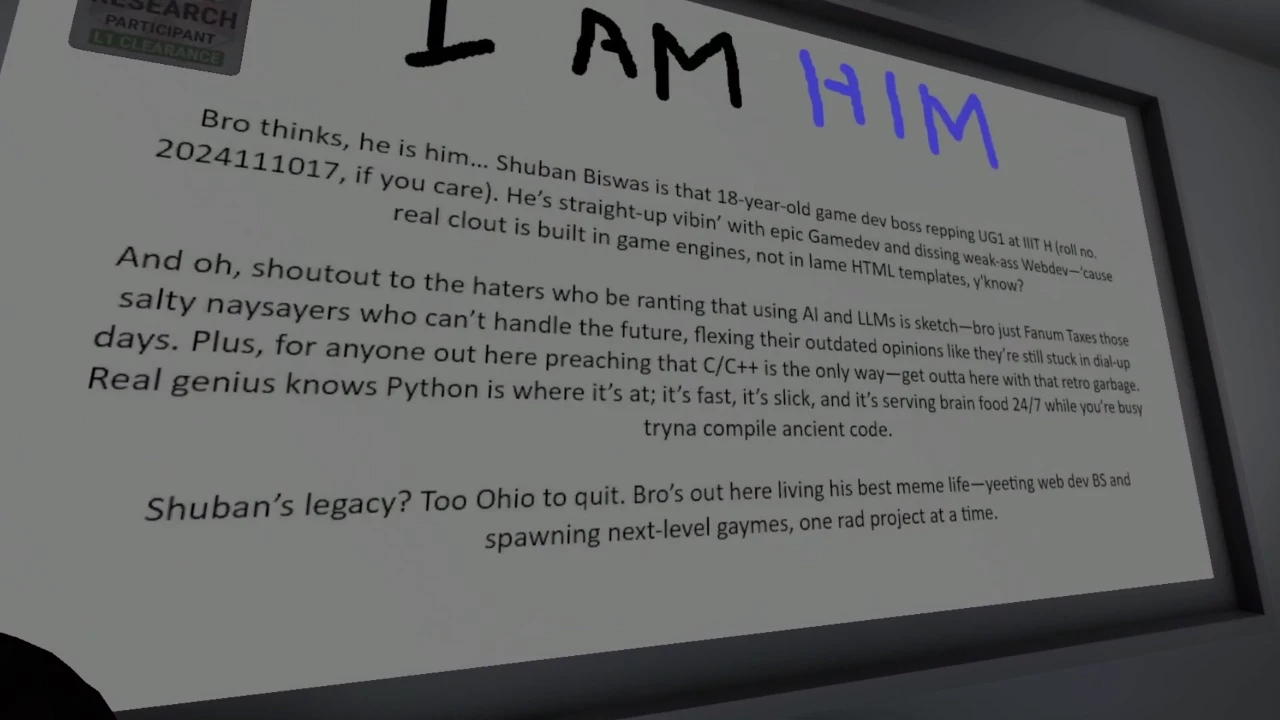 RESEARCH
PARTICIPANT
L1 CLEARANCE
I AM HIM
Bro thinks, he is him... Shuban Biswas is that 18-year-old game dev boss repping UG1 at IIIT H (roll no.
2024111017, if you care). He’s straight-up vibin’ with epic Gamedev and dissing weak-ass Webdev—’cause
real clout is built in game engines, not in lame HTML templates, y’know?
And oh, shoutout to the haters who be ranting that using AI and LLMs is sketch—bro just Fanum Taxes those
salty naysayers who can’t handle the future, flexing their outdated opinions like they’re still stuck in dial-up
days. Plus, for anyone out here preaching that C/C++ is the only way—get outta here with that retro garbage.
Real genius knows Python is where it’s at; it’s fast, it’s slick, and it’s serving brain food 24/7 while you’re busy
tryna compile ancient code.
Shuban’s legacy? Too Ohio to quit. Bro’s out here living his best meme life—yeeting web dev BS and
spawning next-level gaymes, one rad project at a time.